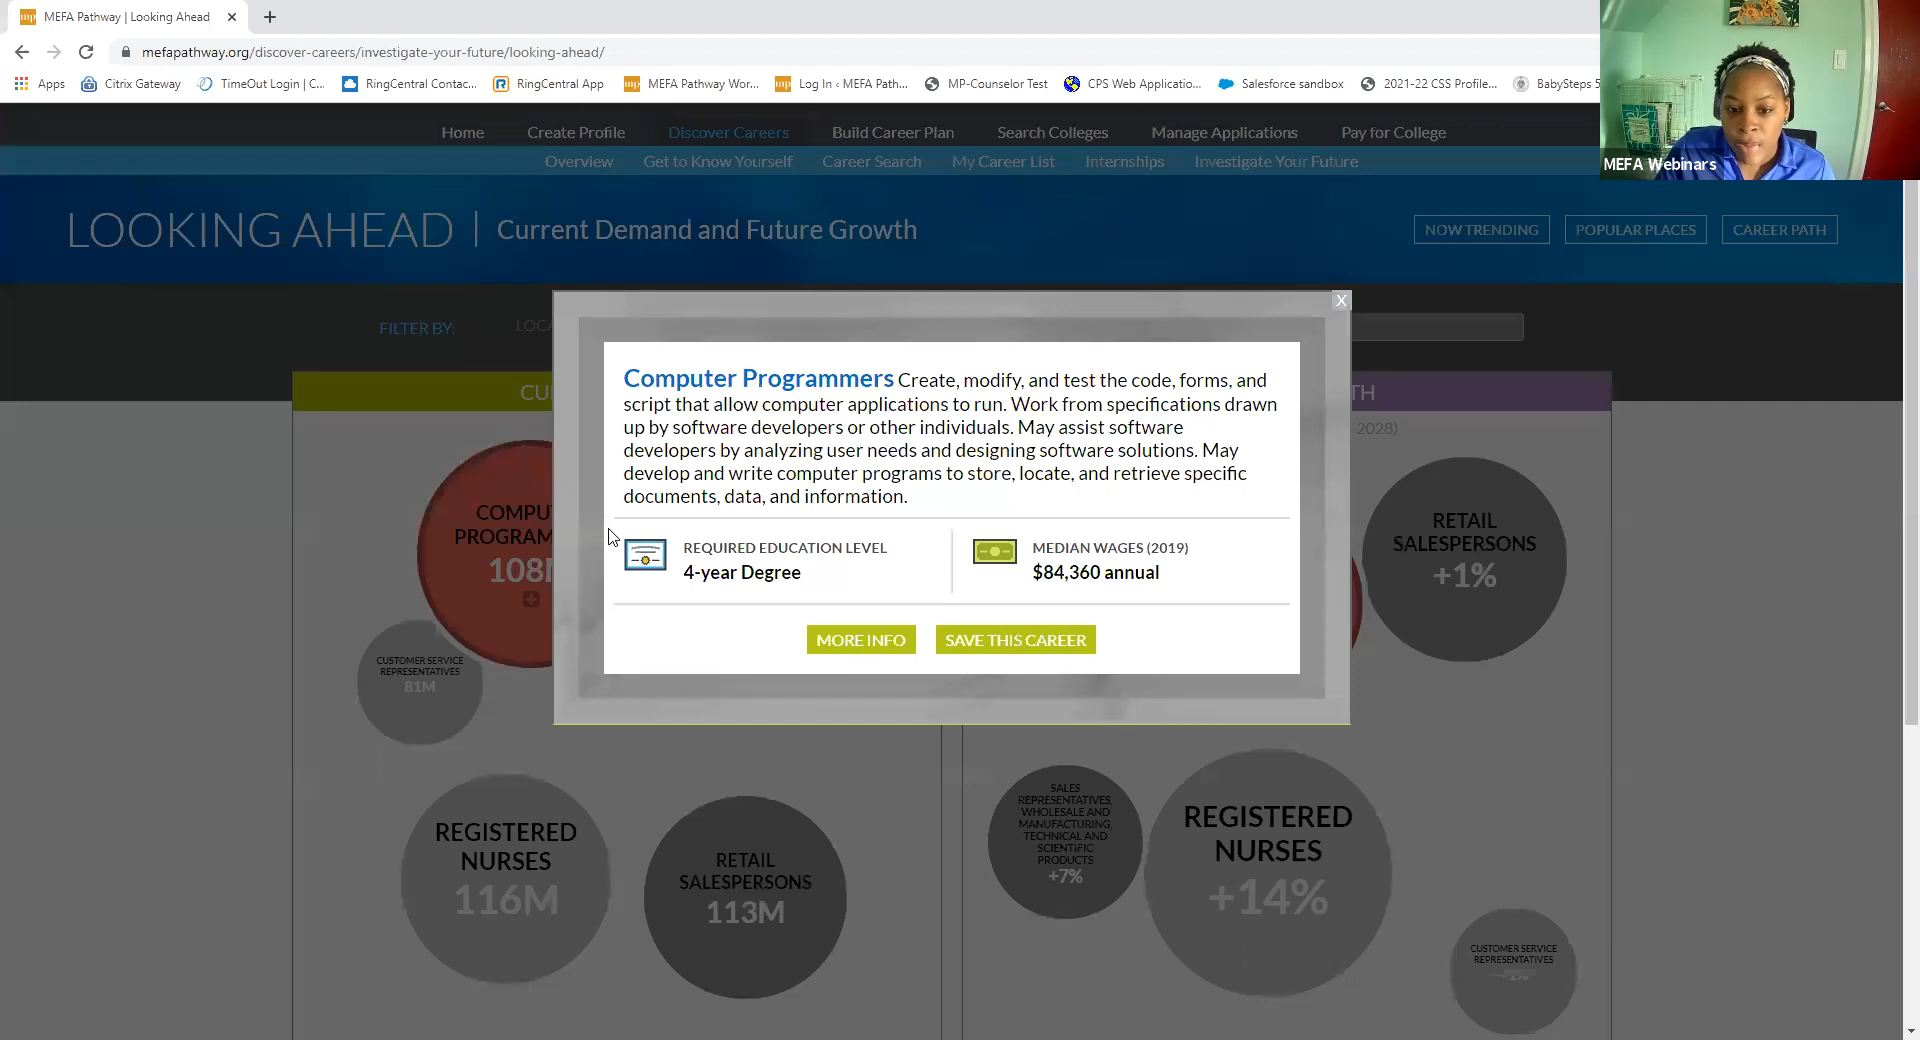 MEFA Pathway | Looking Ahead
mefapathway.org/discover-careers/investigate-your-future/looking-ahead/
Apps Citrix Gateway TimeOut Login | C... RingCentral Contac... RingCentral App MEFA Pathway Wor... Log In ‹ MEFA Path... MP-Counselor Test CPS Web Applicatio... Salesforce sandbox 2021-22 CSS Profile... BabySteps 5
MEFA Webinars
Home Create Profile Discover Careers Build Career Plan Search Colleges Manage Applications Pay for College
Overview Get to Know Yourself Career Search My Career List Internships Investigate Your Future
LOOKING AHEAD | Current Demand and Future Growth
NOW TRENDING POPULAR PLACES CAREER PATH
FILTER BY: LOCA
X
CU
TH
2028)
Computer Programmers Create, modify, and test the code, forms, and
script that allow computer applications to run. Work from specifications drawn
up by software developers or other individuals. May assist software
developers by analyzing user needs and designing software solutions. May
develop and write computer programs to store, locate, and retrieve specific
documents, data, and information.
REQUIRED EDUCATION LEVEL
4-year Degree
MEDIAN WAGES (2019)
$84,360 annual
MORE INFO SAVE THIS CAREER
COMPU
PROGRAM
108
CUSTOMER SERVICE
REPRESENTATIVES
81M
REGISTERED
NURSES
116M
RETAIL
SALESPERSONS
113M
RETAIL
SALESPERSONS
+1%
SALES
REPRESENTATIVES,
WHOLESALE AND
MANUFACTURING,
TECHNICAL AND
SCIENTIFIC
PRODUCTS
+7%
REGISTERED
NURSES
+14%
CUSTOMER SERVICE
REPRESENTATIVES